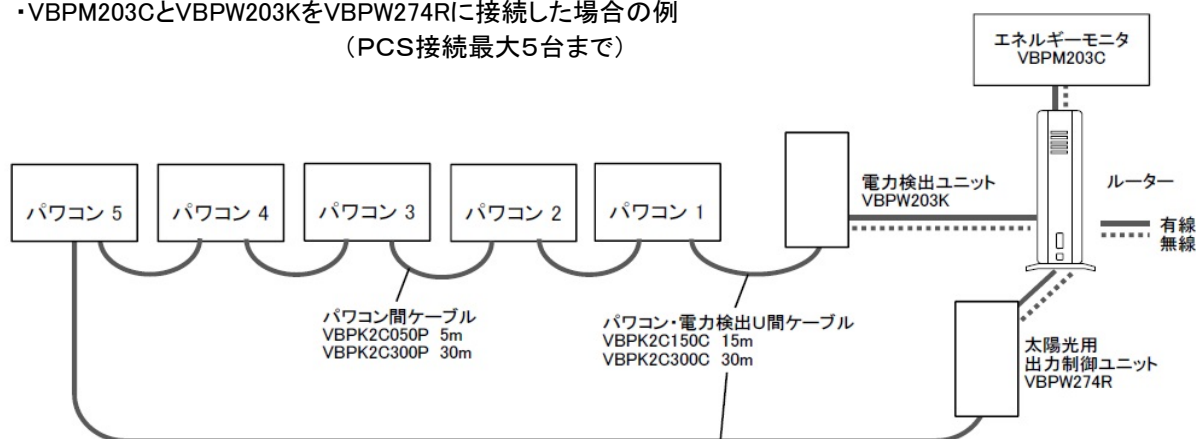 ・VBPM203CとVBPW203KをVBPW274Rに接続した場合の例
（PCS接続最大5台まで）
エネルギーモニタ
VBPM203C
電力検出ユニット
VBPW203K
ルーター
有線
無線
パワコン 5
パワコン 4
パワコン 3
パワコン 2
パワコン 1
パワコン間ケーブル
VBPK2C050P 5m
VBPK2C300P 30m
パワコン・電力検出U間ケーブル
VBPK2C150C 15m
VBPK2C300C 30m
太陽光用
出力制御ユニット
VBPW274R